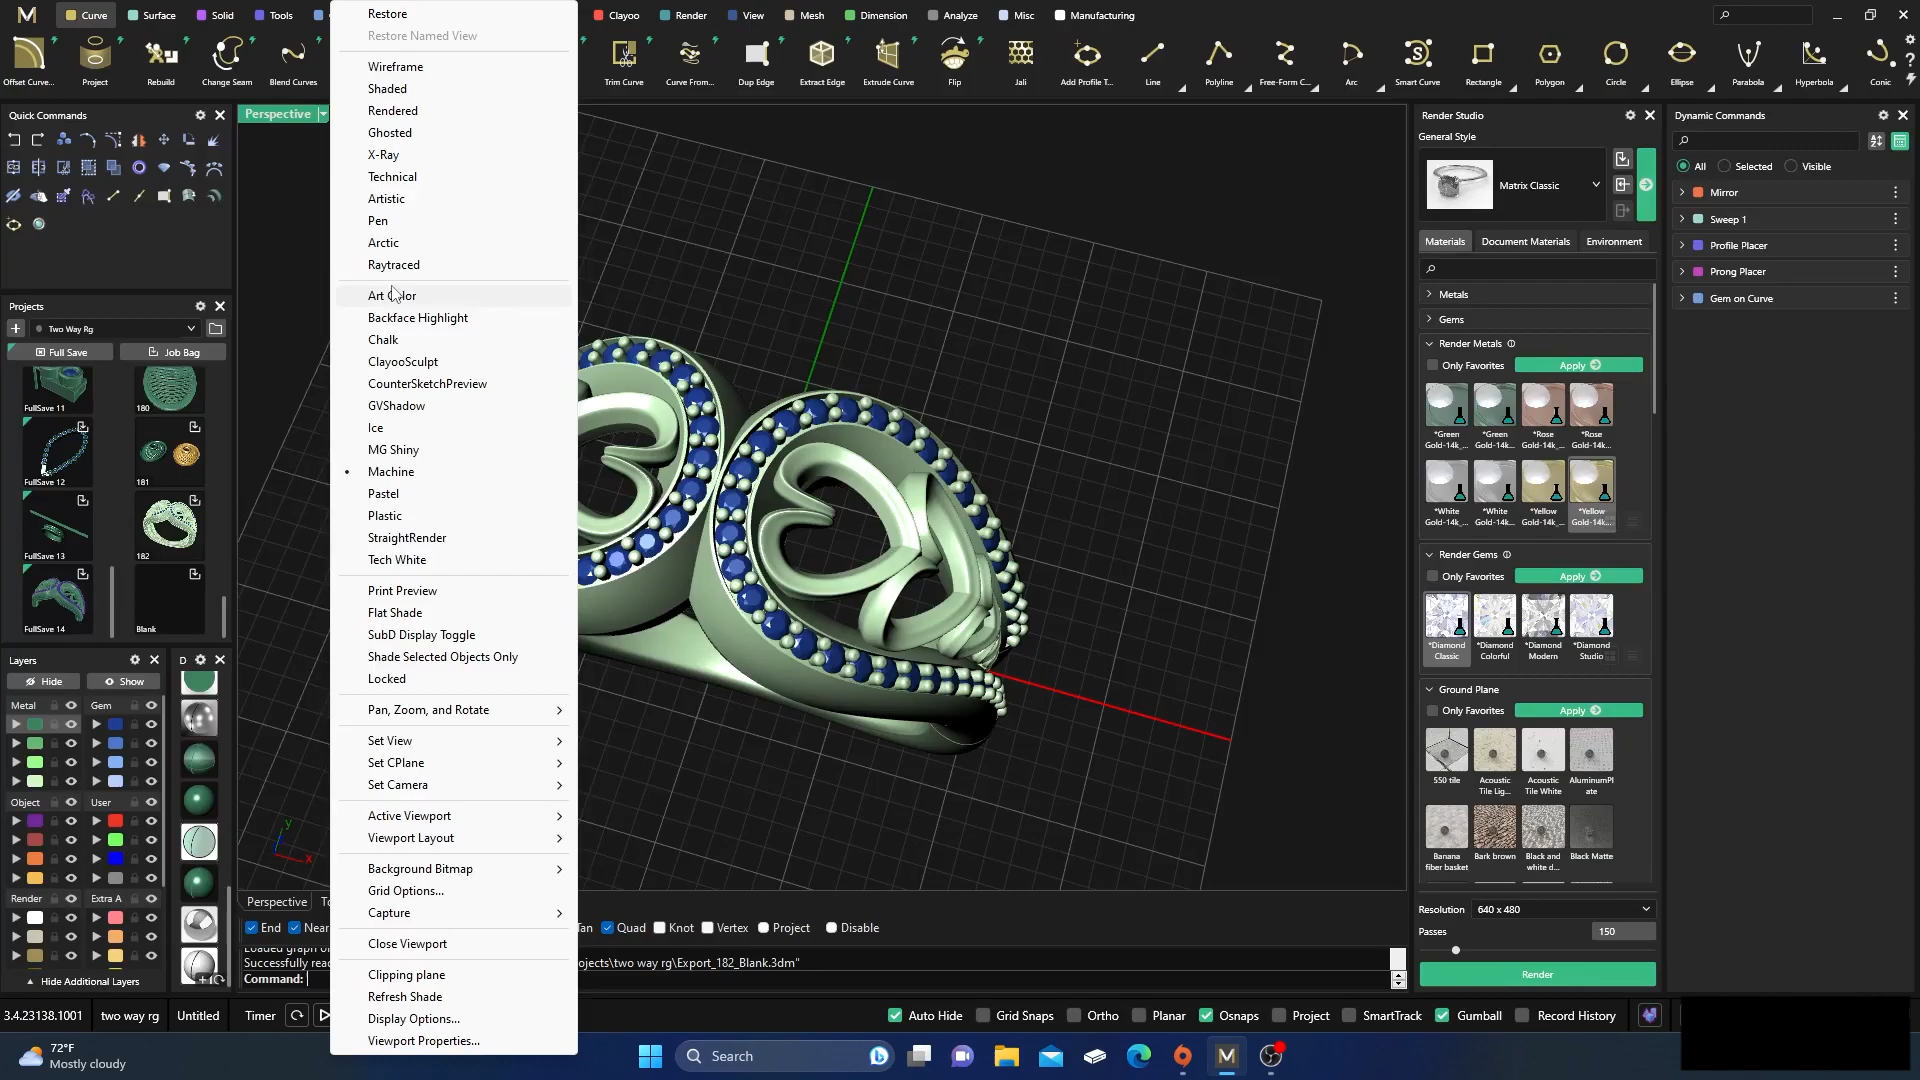 Curve
Surface
Solid
Tools
Clayoo
Render
View
Mesh
Dimension
Analyze
Misc
Manufacturing
Offset Curve...
Project
Rebuild
Change Seam
Blend Curves
Trim Curve
Curve From...
Dup Edge
Extract Edge
Extrude Curve
Flip
Jali
Add Profile T...
Line
Polyline
Free-Form C...
Arc
Smart Curve
Rectangle
Polygon
Circle
Ellipse
Parabola
Hyperbola
Conic
Quick Commands
Projects
Two Way Rg
Full Save
Job Bag
FullSave 11
180
FullSave 12
181
FullSave 13
182
FullSave 14
Blank
Layers
D
Hide
Show
Metal
Gem
Object
User
Render
Extra A
Hide Additional Layers
Perspective
Restore
Restore Named View
Wireframe
Shaded
Rendered
Ghosted
X-Ray
Technical
Artistic
Pen
Arctic
Raytraced
Art Color
Backface Highlight
Chalk
ClayooSculpt
CounterSketchPreview
GVShadow
Ice
MG Shiny
Machine
Pastel
Plastic
StraightRender
Tech White
Print Preview
Flat Shade
SubD Display Toggle
Shade Selected Objects Only
Locked
Pan, Zoom, and Rotate
Set View
Set CPlane
Set Camera
Active Viewport
Viewport Layout
Background Bitmap
Grid Options...
Capture
Close Viewport
Clipping plane
Refresh Shade
Display Options...
Viewport Properties...
y
x
Perspective
End
Near
Quad
Knot
Vertex
Project
Disable
Successfully rea
ojects\two way rg\Export_182_Blank.3dm"
Command:
Render Studio
General Style
Matrix Classic
Materials
Document Materials
Environment
Metals
Gems
Render Metals
Only Favorites
Apply
*Green Gold-14k_...
*Green Gold-14k...
*Rose Gold-14k_...
*Rose Gold-14k...
*White Gold-14k_...
*White Gold-14k...
*Yellow Gold-14k_...
*Yellow Gold-14k...
Render Gems
Only Favorites
Apply
*Diamond Classic
*Diamond Colorful
*Diamond Modern
*Diamond Studio
Ground Plane
Only Favorites
Apply
550 tile
Acoustic Tile Lig...
Acoustic Tile White
AluminumPl ate
Banana fiber basket
Bark brown
Black and white d...
Black Matte
Resolution
640 x 480
Passes
150
Render
Dynamic Commands
All
Selected
Visible
Mirror
Sweep 1
Profile Placer
Prong Placer
Gem on Curve
3.4.23138.1001
two way rg
Untitled
Timer
Auto Hide
Grid Snaps
Ortho
Planar
Osnaps
Project
SmartTrack
Gumball
Record History
72°F
Mostly cloudy
Search